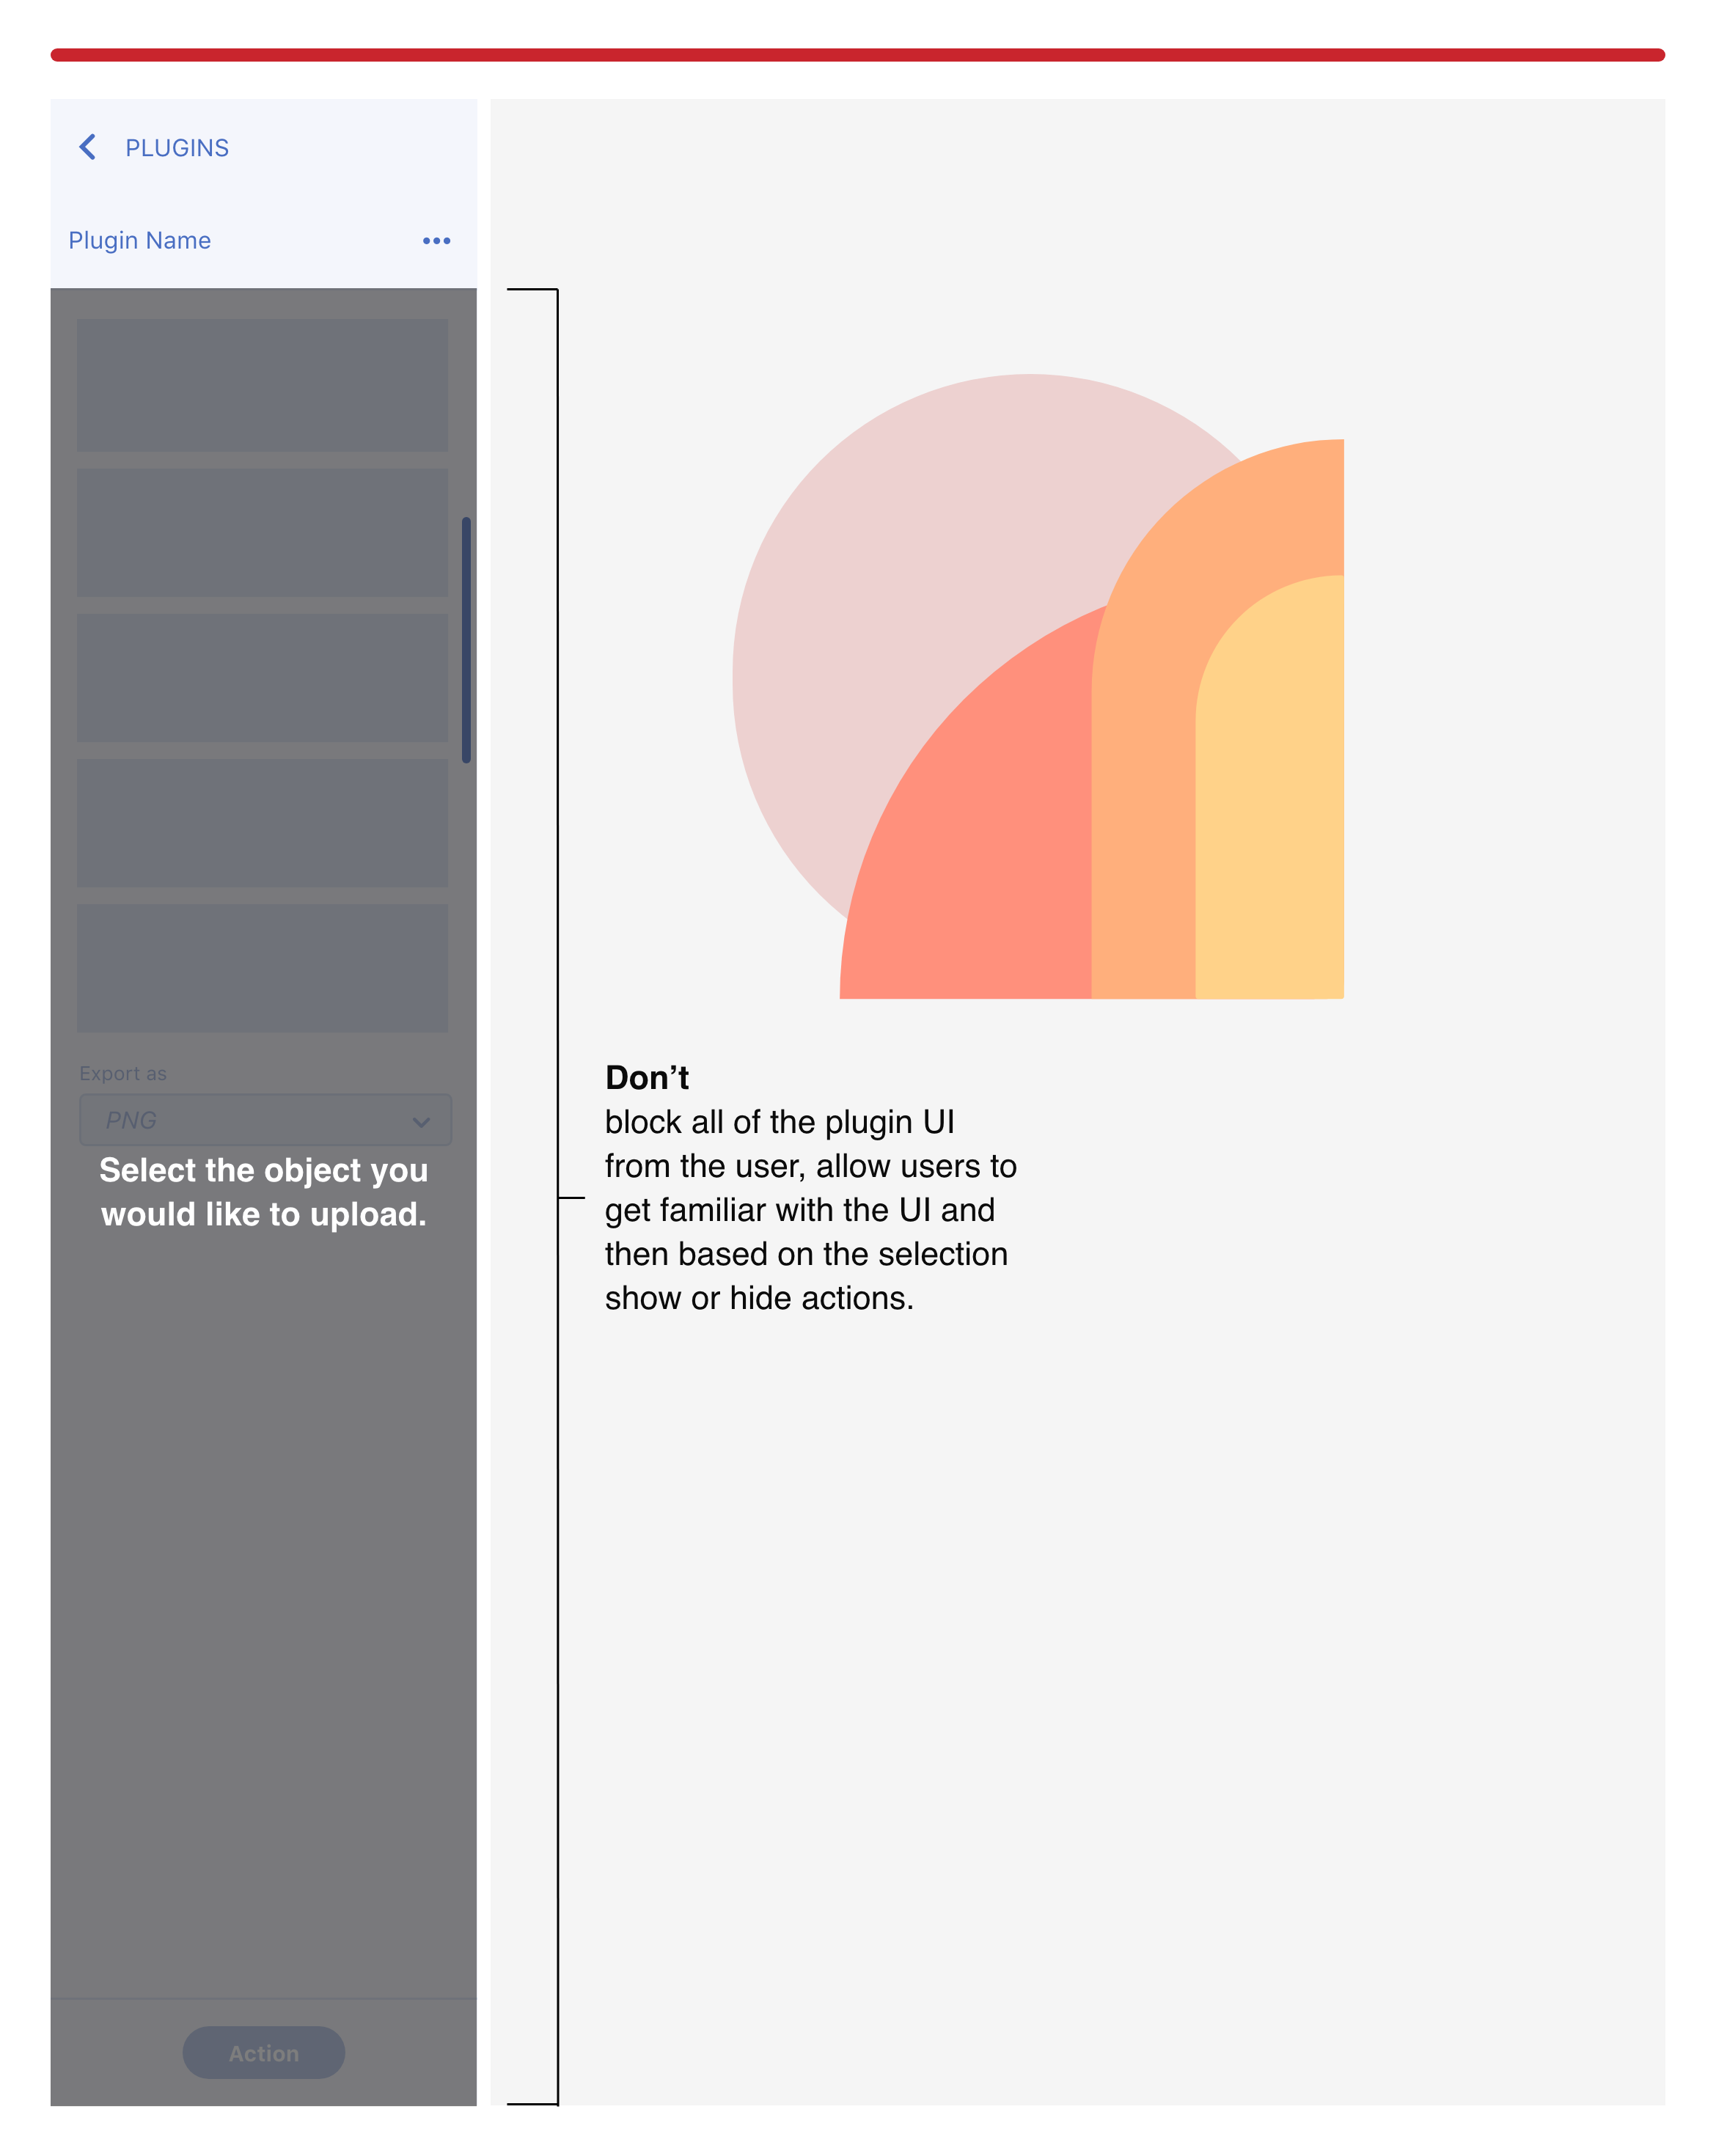 PLUGINS
Plugin Name
Export as
PNG
Select the object you
would like to upload.
Action
Don’t
block all of the plugin UI
from the user, allow users to
get familiar with the UI and
then based on the selection
show or hide actions.